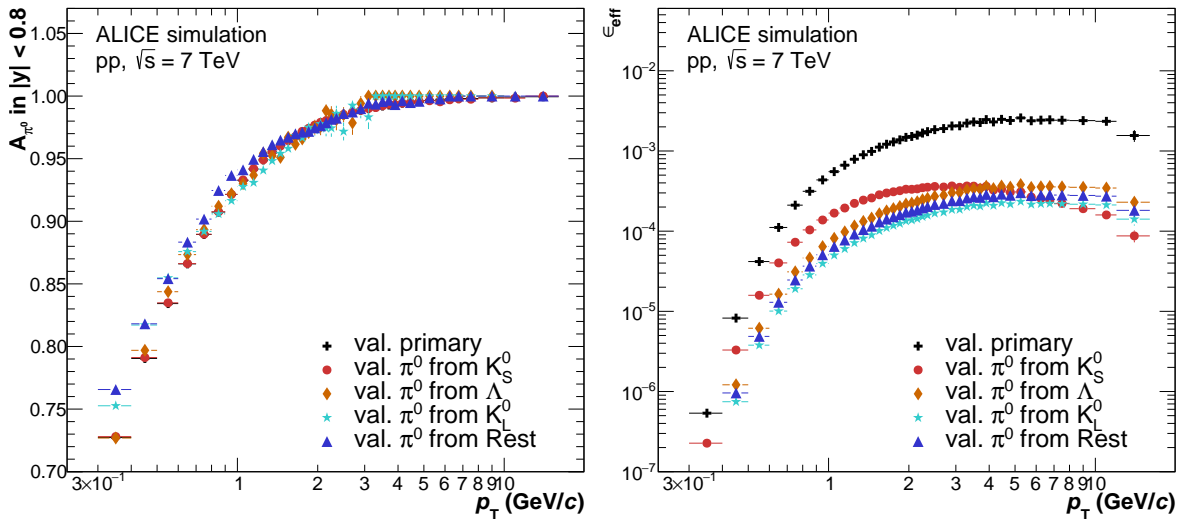 A_π⁰ in |y| < 0.8
1.05
1.00
0.95
0.90
0.85
0.80
0.75
0.70
ALICE simulation
pp, √s = 7 TeV
val. primary
val. π⁰ from K⁰_S
val. π⁰ from Λ
val. π⁰ from K⁰_L
val. π⁰ from Rest
3×10⁻¹ 1 2 3 4 5 6 7 8 910
p_T (GeV/c)
ϵ_eff
10⁻²
10⁻³
10⁻⁴
10⁻⁵
10⁻⁶
10⁻⁷
ALICE simulation
pp, √s = 7 TeV
val. primary
val. π⁰ from K⁰_S
val. π⁰ from Λ
val. π⁰ from K⁰_L
val. π⁰ from Rest
3×10⁻¹ 1 2 3 4 5 6 7 8 910
p_T (GeV/c)